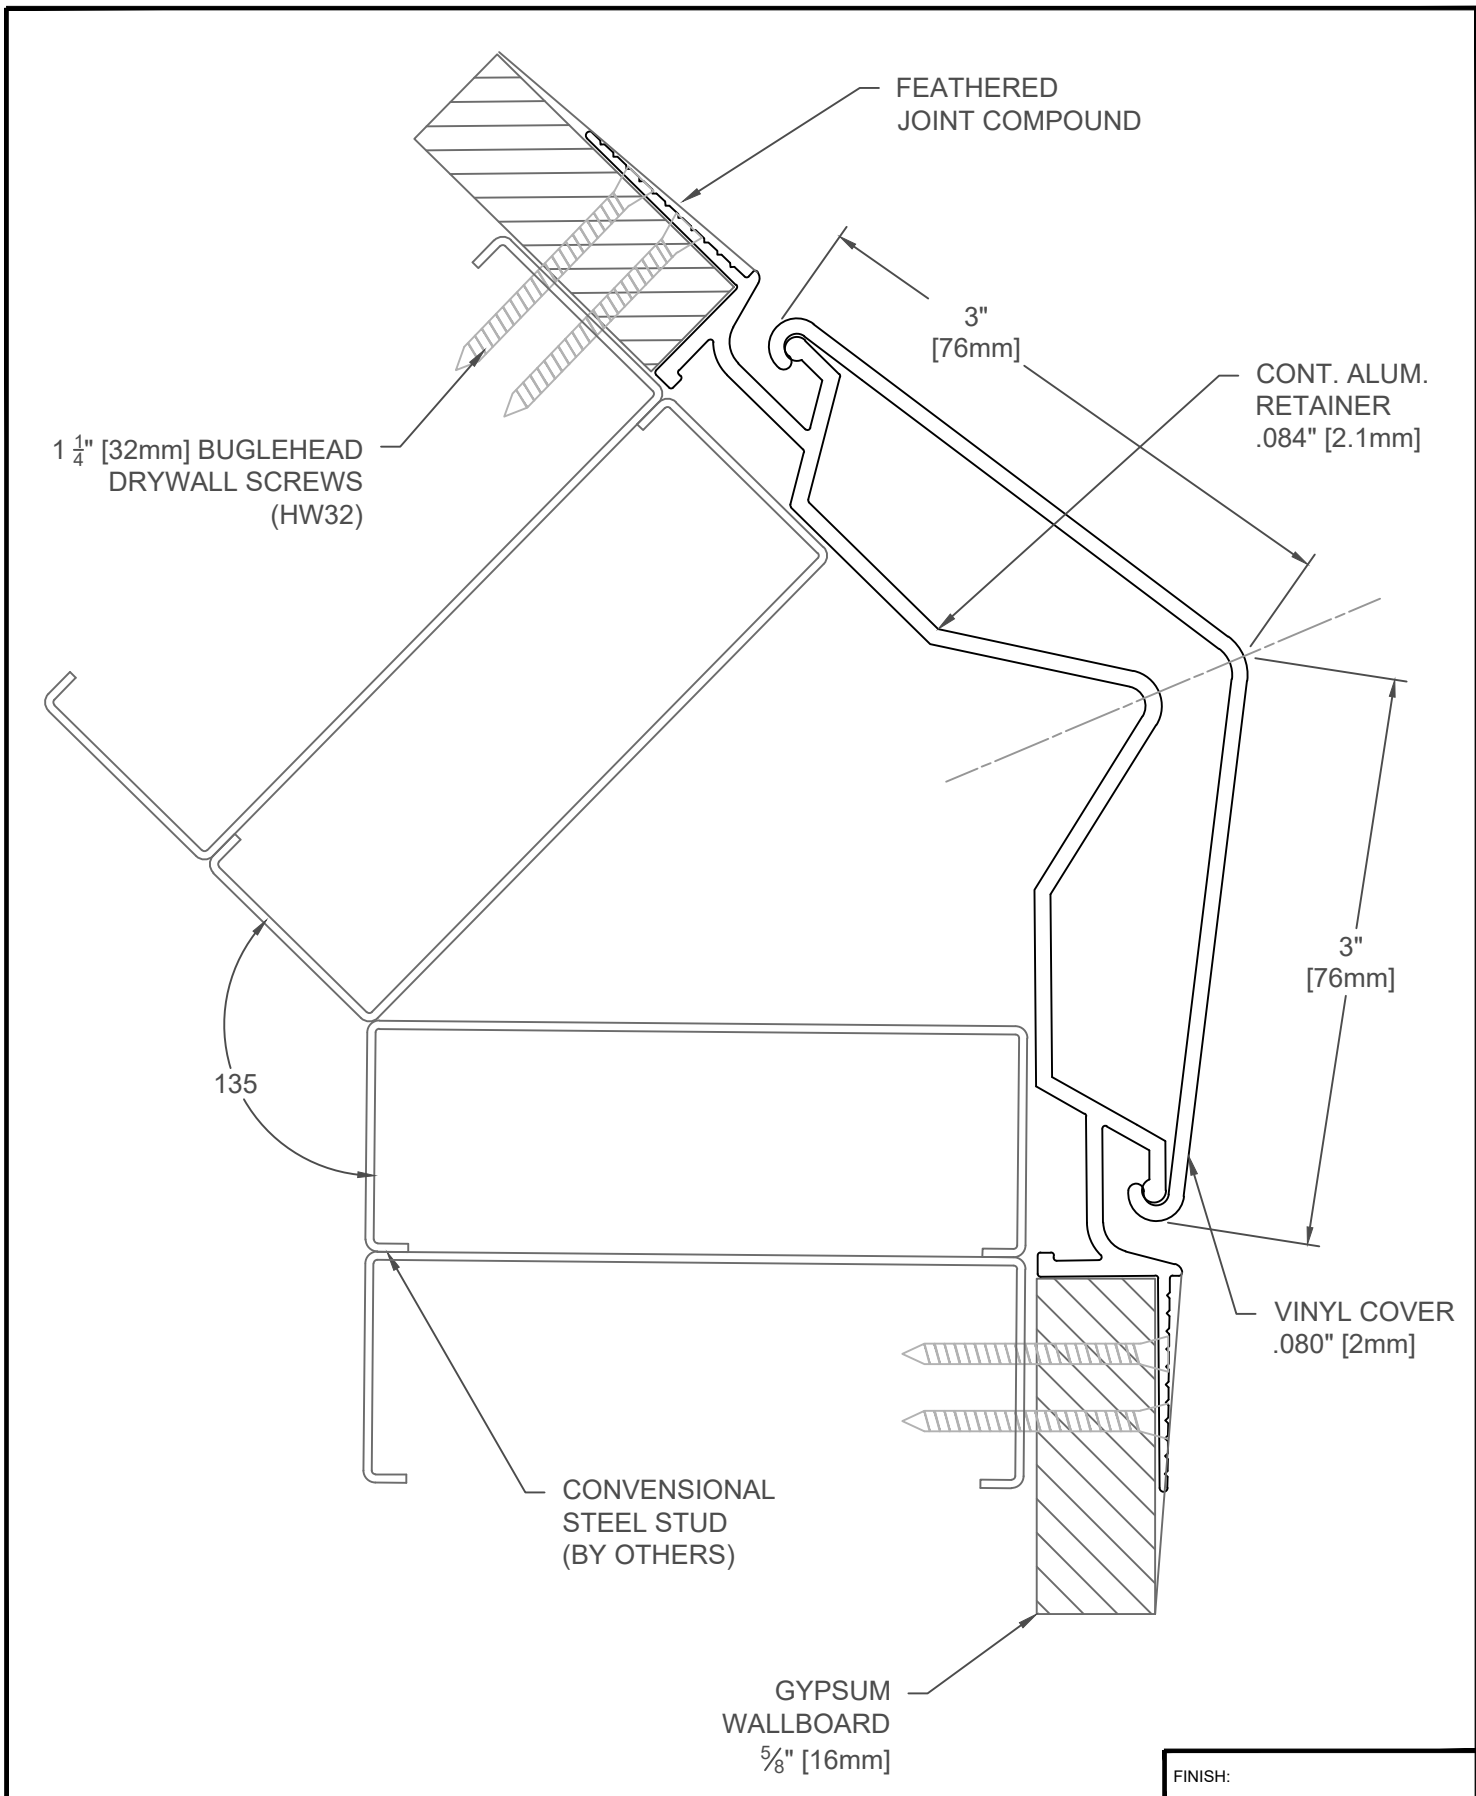 FEATHERED
JOINT COMPOUND
3"
[76mm]
CONT. ALUM.
RETAINER
.084" [2.1mm]
1 1/4" [32mm] BUGLEHEAD
DRYWALL SCREWS
(HW32)
3"
[76mm]
135
VINYL COVER
.080" [2mm]
CONVENSIONAL
STEEL STUD
(BY OTHERS)
GYPSUM
WALLBOARD
5/8" [16mm]
FINISH: